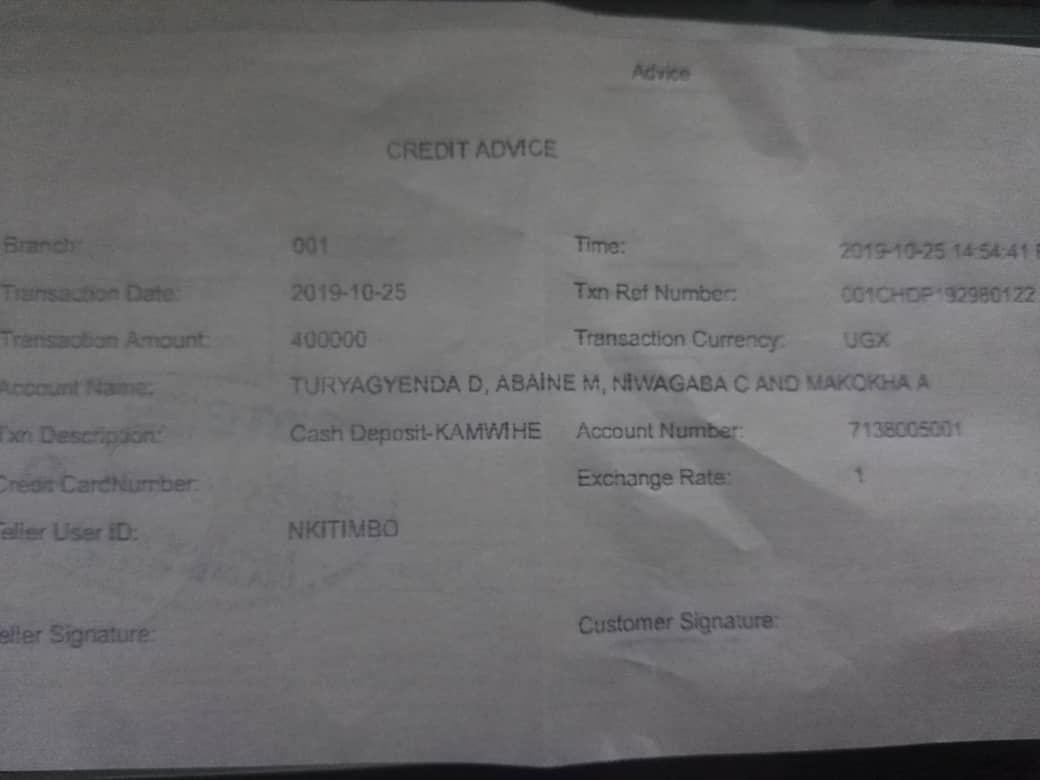 Advice
CREDIT ADVICE
Branch: 001 Time: 2019-10-25 14:54:41
Transaction Date: 2019-10-25 Txn Ref Number: 001CHDP192980122
Transaction Amount: 400000 Transaction Currency: UGX
Account Name: TURYAGYENDA D, ABAINE M, NIWAGABA C AND MAKOKHA A
Txn Description: Cash Deposit-KAMWIHE Account Number: 7138005001
Credit CardNumber: Exchange Rate: 1
eller User ID: NKITIMBO
eller Signature: Customer Signature: